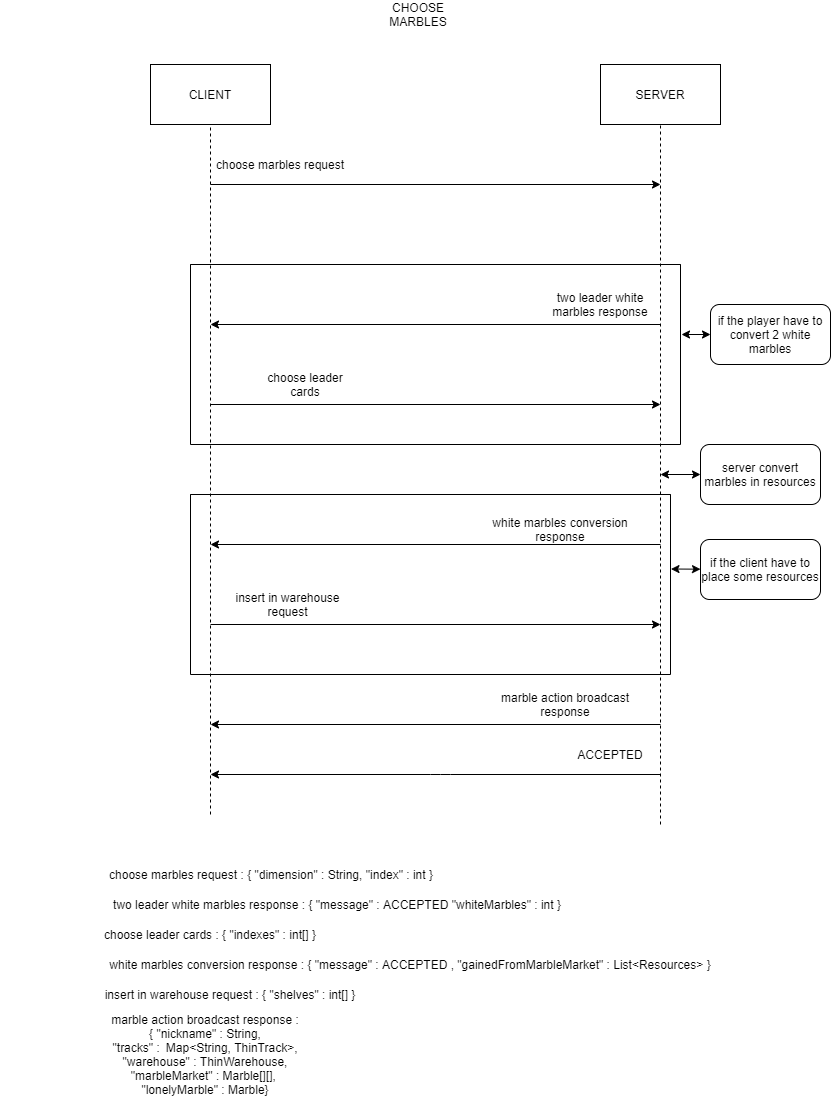 CHOOSE
MARBLES
CLIENT
SERVER
choose marbles request
two leader white
marbles response
if the player have to
convert 2 white
marbles
choose leader
cards
server convert
marbles in resources
white marbles conversion
response
if the client have to
place some resources
insert in warehouse
request
marble action broadcast
response
ACCEPTED
choose marbles request : { "dimension" : String, "index" : int }
two leader white marbles response : { "message" : ACCEPTED "whiteMarbles" : int }
choose leader cards : { "indexes" : int[] }
white marbles conversion response : { "message" : ACCEPTED , "gainedFromMarbleMarket" : List<Resources> }
insert in warehouse request : { "shelves" : int[] }
marble action broadcast response :
{ "nickname" : String,
"tracks" : Map<String, ThinTrack>,
"warehouse" : ThinWarehouse,
"marbleMarket" : Marble[][],
"lonelyMarble" : Marble}